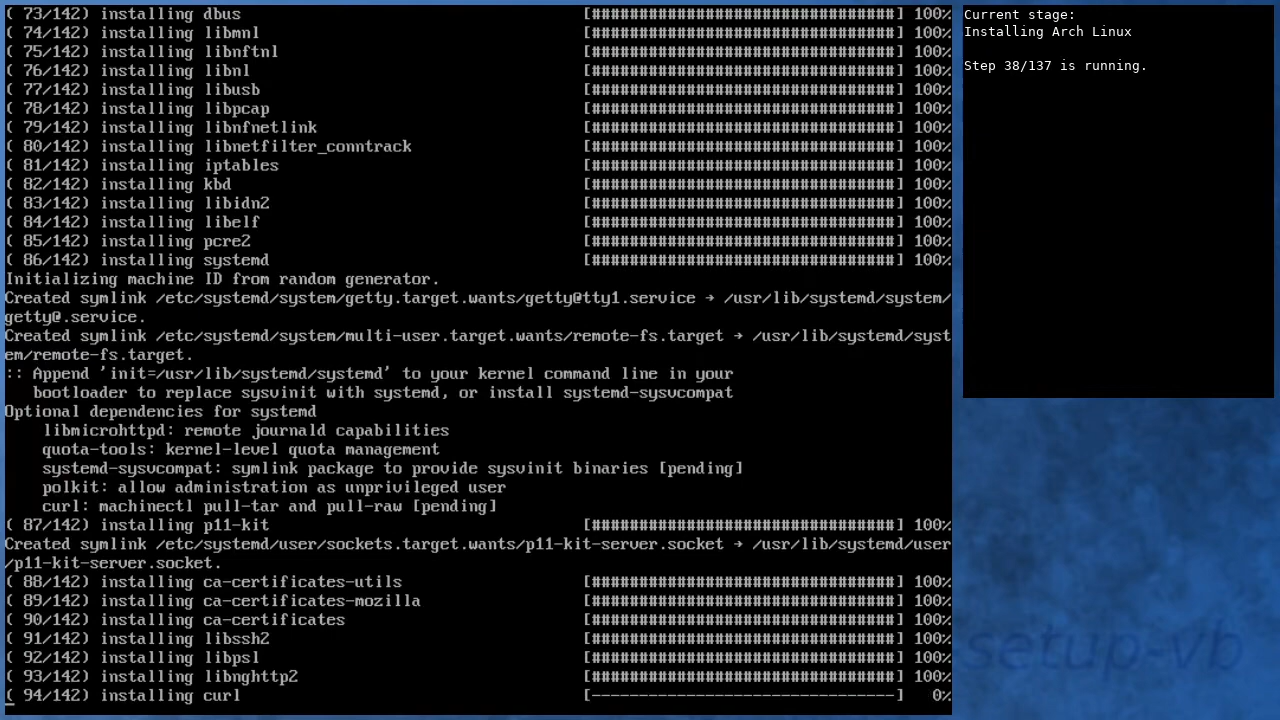 ( 73/142) installing dbus [################################] 100%
( 74/142) installing libmnl [################################] 100%
( 75/142) installing libnftnl [################################] 100%
( 76/142) installing libnl [################################] 100%
( 77/142) installing libusb [################################] 100%
( 78/142) installing libpcap [################################] 100%
( 79/142) installing libnfnetlink [################################] 100%
( 80/142) installing libnetfilter_conntrack [################################] 100%
( 81/142) installing iptables [################################] 100%
( 82/142) installing kbd [################################] 100%
( 83/142) installing libidn2 [################################] 100%
( 84/142) installing libelf [################################] 100%
( 85/142) installing pcre2 [################################] 100%
( 86/142) installing systemd [################################] 100%
Initializing machine ID from random generator.
Created symlink /etc/systemd/system/getty.target.wants/getty@tty1.service → /usr/lib/systemd/system/
getty@.service.
Created symlink /etc/systemd/system/multi-user.target.wants/remote-fs.target → /usr/lib/systemd/syst
em/remote-fs.target.
:: Append 'init=/usr/lib/systemd/systemd' to your kernel command line in your
bootloader to replace sysvinit with systemd, or install systemd-sysvcompat
Optional dependencies for systemd
libmicrohttpd: remote journald capabilities
quota-tools: kernel-level quota management
systemd-sysvcompat: symlink package to provide sysvinit binaries [pending]
polkit: allow administration as unprivileged user
curl: machinectl pull-tar and pull-raw [pending]
( 87/142) installing p11-kit [################################] 100%
Created symlink /etc/systemd/user/sockets.target.wants/p11-kit-server.socket → /usr/lib/systemd/user
/p11-kit-server.socket.
( 88/142) installing ca-certificates-utils [################################] 100%
( 89/142) installing ca-certificates-mozilla [################################] 100%
( 90/142) installing ca-certificates [################################] 100%
( 91/142) installing libssh2 [################################] 100%
( 92/142) installing libpsl [################################] 100%
( 93/142) installing libnghttp2 [################################] 100%
( 94/142) installing curl [--------------------------------] 0%
Current stage:
Installing Arch Linux
Step 38/137 is running.
setup-vb